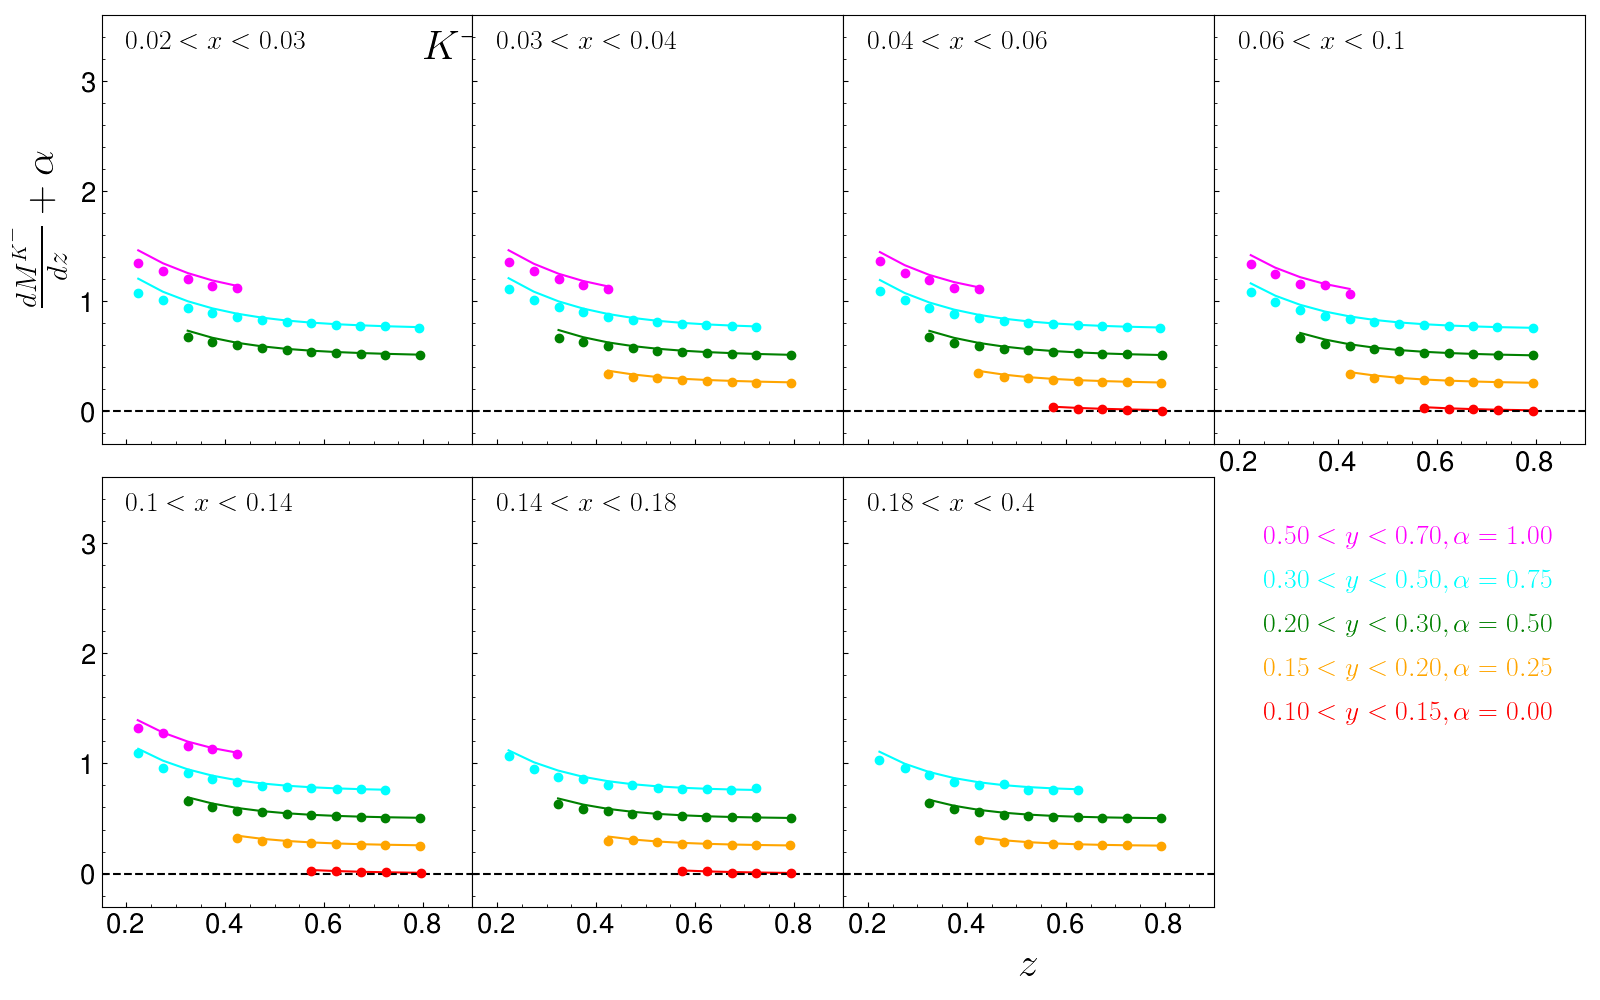 0.02 < x < 0.03
K⁻
0.03 < x < 0.04
0.04 < x < 0.06
0.06 < x < 0.1
dM^{K⁻}/dz + α
3
2
1
0
0.2 0.4 0.6 0.8
0.1 < x < 0.14
0.14 < x < 0.18
0.18 < x < 0.4
3
2
1
0
0.2 0.4 0.6 0.8
0.2 0.4 0.6 0.8
0.2 0.4 0.6 0.8
z
0.50 < y < 0.70, α = 1.00
0.30 < y < 0.50, α = 0.75
0.20 < y < 0.30, α = 0.50
0.15 < y < 0.20, α = 0.25
0.10 < y < 0.15, α = 0.00